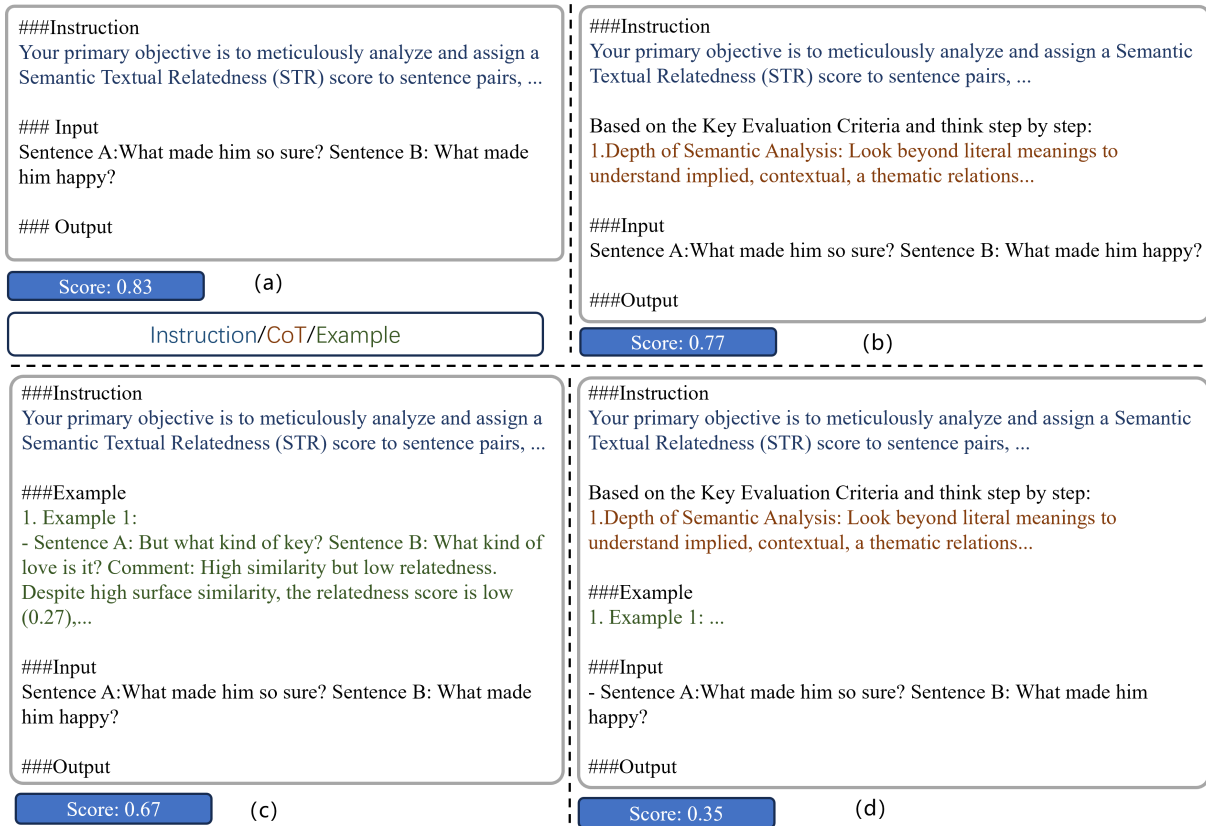 ###Instruction
Your primary objective is to meticulously analyze and assign a
Semantic Textual Relatedness (STR) score to sentence pairs, ...
### Input
Sentence A:What made him so sure? Sentence B: What made
him happy?
### Output
Score: 0.83
(a)
Instruction/CoT/Example
###Instruction
Your primary objective is to meticulously analyze and assign a Semantic
Textual Relatedness (STR) score to sentence pairs, ...
Based on the Key Evaluation Criteria and think step by step:
1.Depth of Semantic Analysis: Look beyond literal meanings to
understand implied, contextual, a thematic relations...
###Input
Sentence A:What made him so sure? Sentence B: What made him happy?
###Output
Score: 0.77
(b)
###Instruction
Your primary objective is to meticulously analyze and assign a
Semantic Textual Relatedness (STR) score to sentence pairs, ...
###Example
1. Example 1:
- Sentence A: But what kind of key? Sentence B: What kind of
love is it? Comment: High similarity but low relatedness.
Despite high surface similarity, the relatedness score is low
(0.27),...
###Input
Sentence A:What made him so sure? Sentence B: What made
him happy?
###Output
Score: 0.67
(c)
###Instruction
Your primary objective is to meticulously analyze and assign a Semantic
Textual Relatedness (STR) score to sentence pairs, ...
Based on the Key Evaluation Criteria and think step by step:
1.Depth of Semantic Analysis: Look beyond literal meanings to
understand implied, contextual, a thematic relations...
###Example
1. Example 1: ...
###Input
- Sentence A:What made him so sure? Sentence B: What made him
happy?
###Output
Score: 0.35
(d)